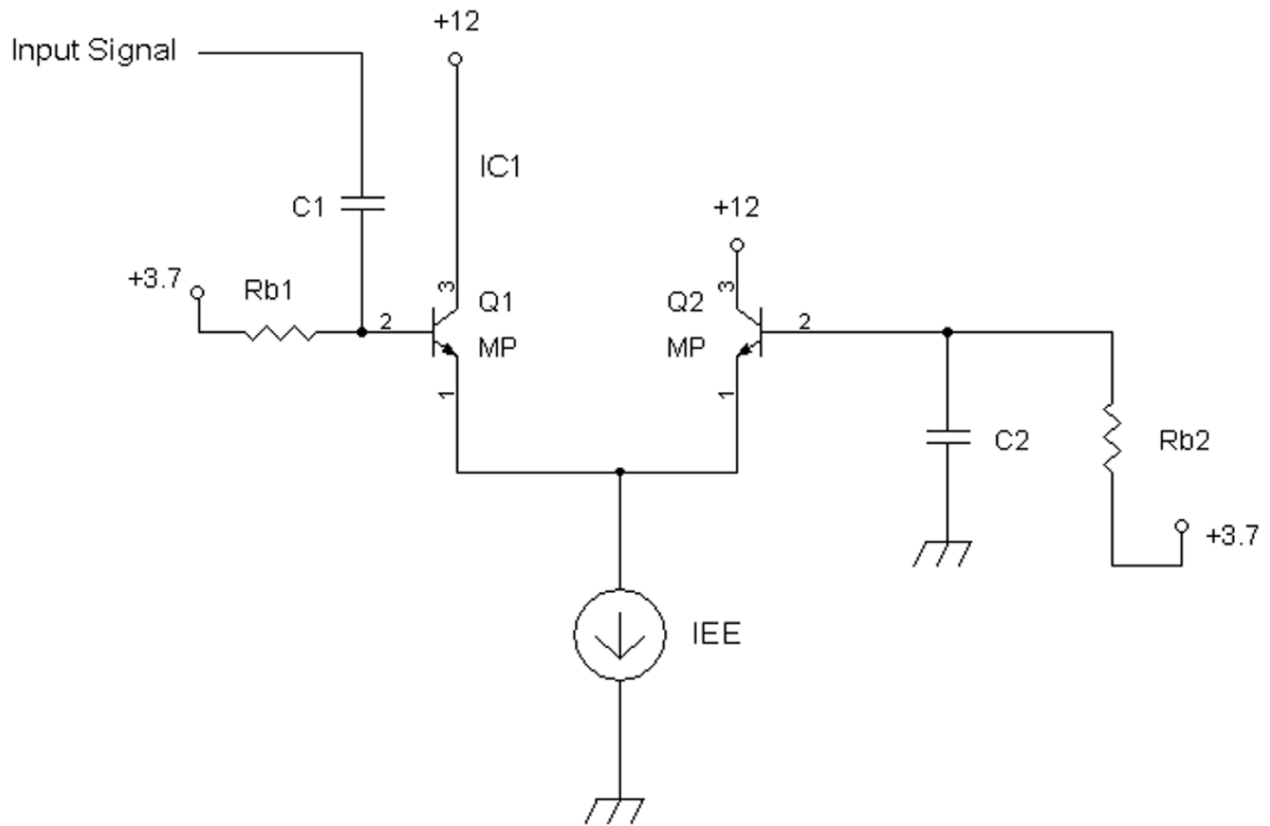 +12
Input Signal
IC1
C1
+12
+3.7
Rb1
3
Q1
2
MP
1
3
Q2
2
MP
1
C2
Rb2
+3.7
IEE